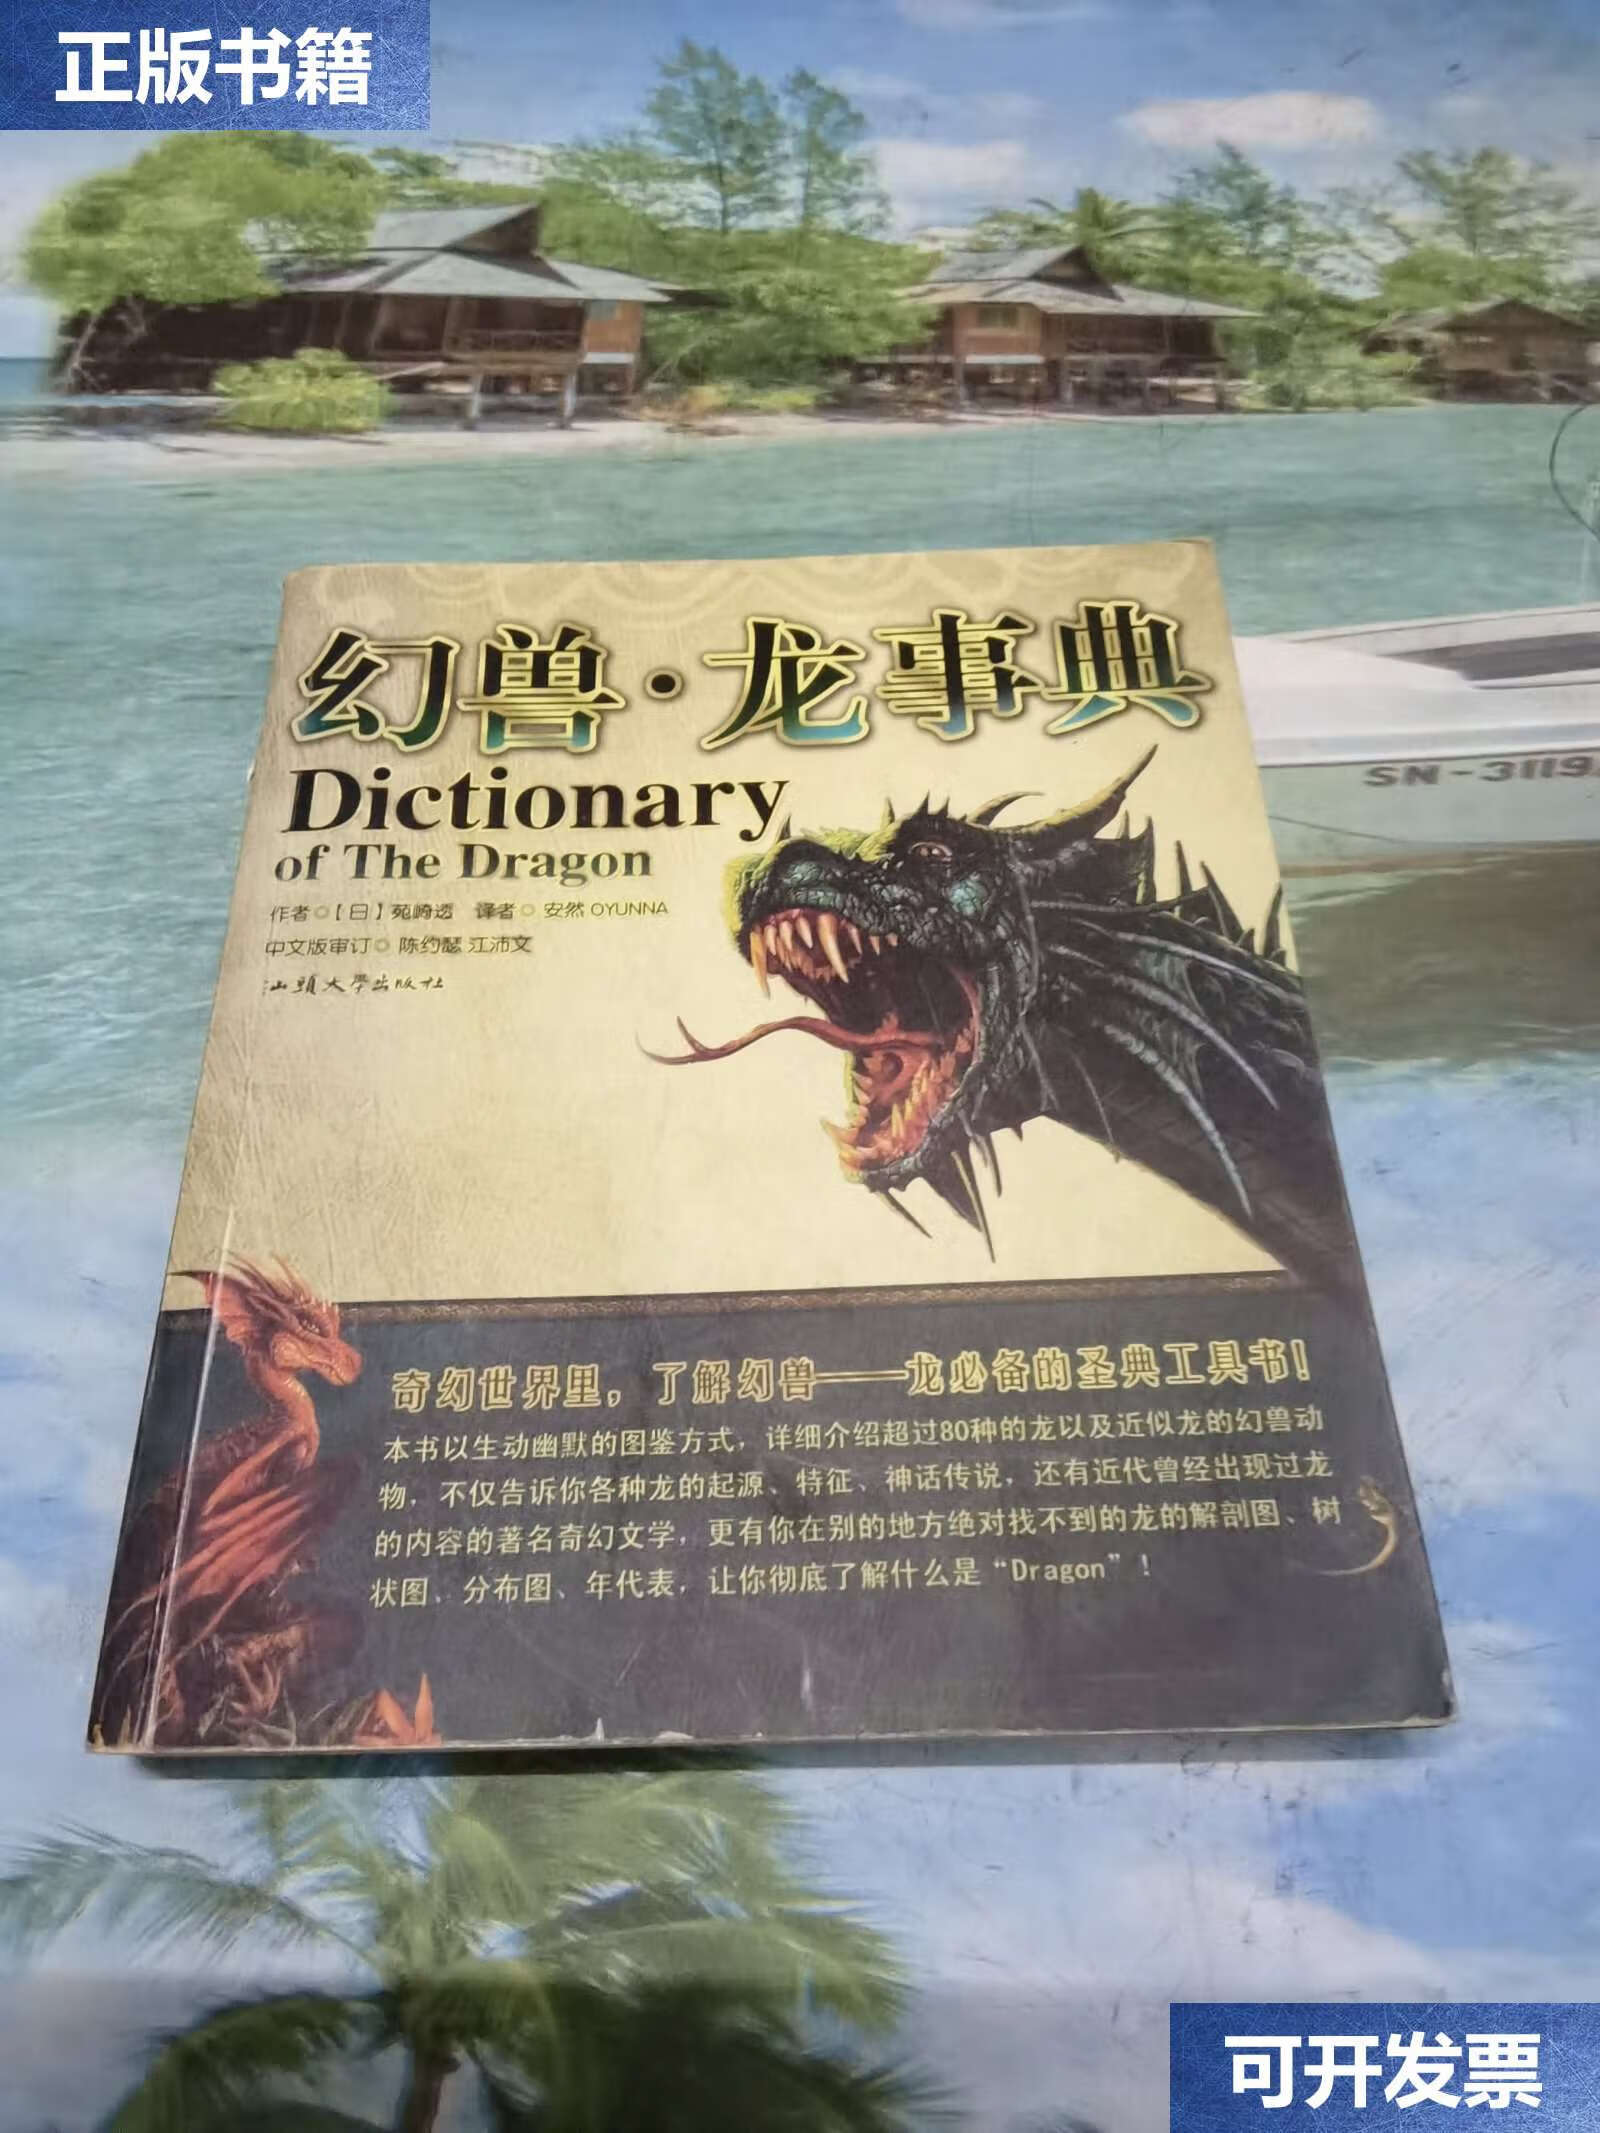 正版书籍
幻兽·龙事典
Dictionary
of The Dragon
作者◎【日】苑崎透 译者◎安然 OYUNNA
中文版审订◎陈约瑟 江沛文
汕頭大學出版社
SN-3119
奇幻世界里，了解幻兽——龙必备的圣典工具书！
本书以生动幽默的图鉴方式，详细介绍超过80种的龙以及近似龙的幻兽动
物，不仅告诉你各种龙的起源、特征、神话传说，还有近代曾经出现过龙
的内容的著名奇幻文学，更有你在别的地方绝对找不到的龙的解剖图、树
状图、分布图、年代表，让你彻底了解什么是“Dragon”！
可开发票